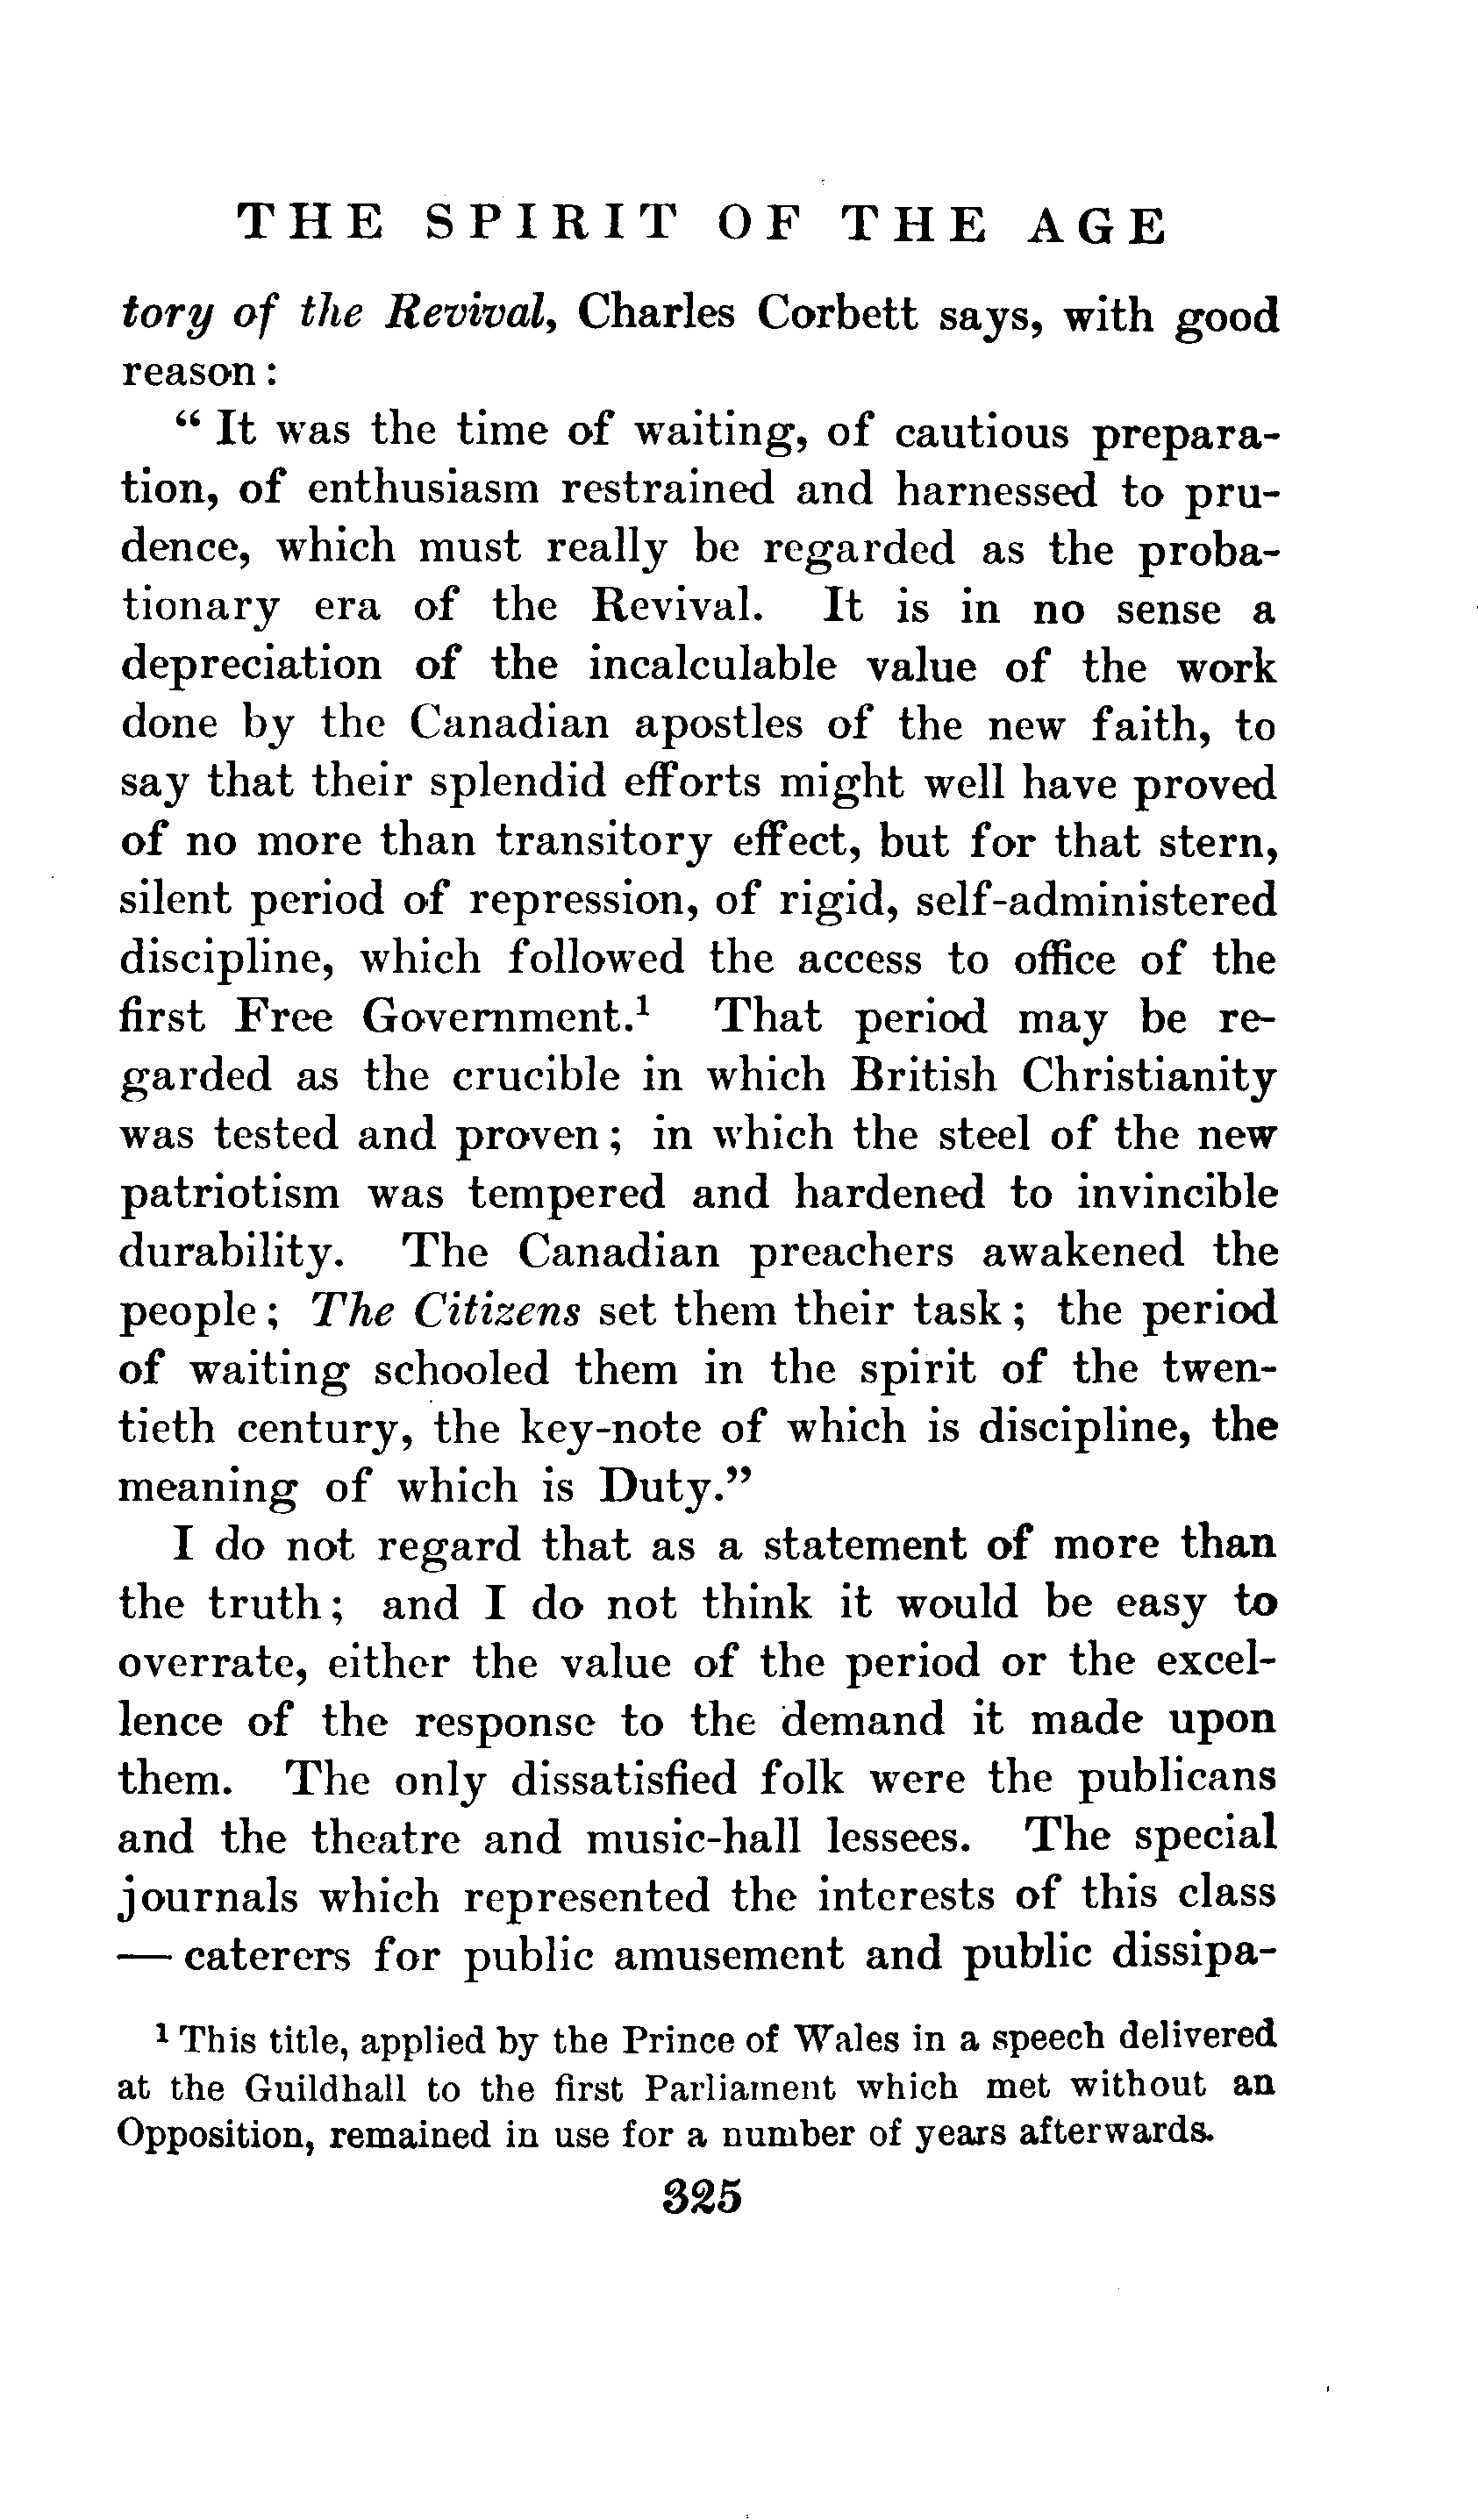 THE SPIRIT OF THE AGE
tory of the Revival, Charles Corbett says, with good
reason:
“ It was the time of waiting, of cautious prepara-
tion, of enthusiasm restrained and harnessed to pru-
dence, which must really be regarded as the proba-
tionary era of the Revival. It is in no sense a
depreciation of the incalculable value of the work
done by the Canadian apostles of the new faith, to
say that their splendid efforts might well have proved
of no more than transitory effect, but for that stern,
silent period of repression, of rigid, self-administered
discipline, which followed the access to office of the
first Free Government.¹ That period may be re-
garded as the crucible in which British Christianity
was tested and proven; in which the steel of the new
patriotism was tempered and hardened to invincible
durability. The Canadian preachers awakened the
people; The Citizens set them their task; the period
of waiting schooled them in the spirit of the twen-
tieth century, the key-note of which is discipline, the
meaning of which is Duty.”
I do not regard that as a statement of more than
the truth; and I do not think it would be easy to
overrate, either the value of the period or the excel-
lence of the response to the demand it made upon
them. The only dissatisfied folk were the publicans
and the theatre and music-hall lessees. The special
journals which represented the interests of this class
— caterers for public amusement and public dissipa-
¹ This title, applied by the Prince of Wales in a speech delivered
at the Guildhall to the first Parliament which met without an
Opposition, remained in use for a number of years afterwards.
325